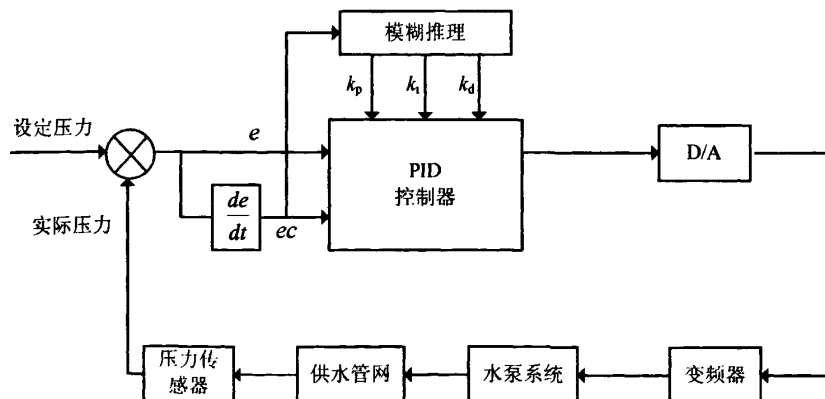 模糊推理
kp
ki
kd
设定压力
e
PID
控制器
D/A
de
dt
ec
实际压力
压力传
感器
供水管网
水泵系统
变频器